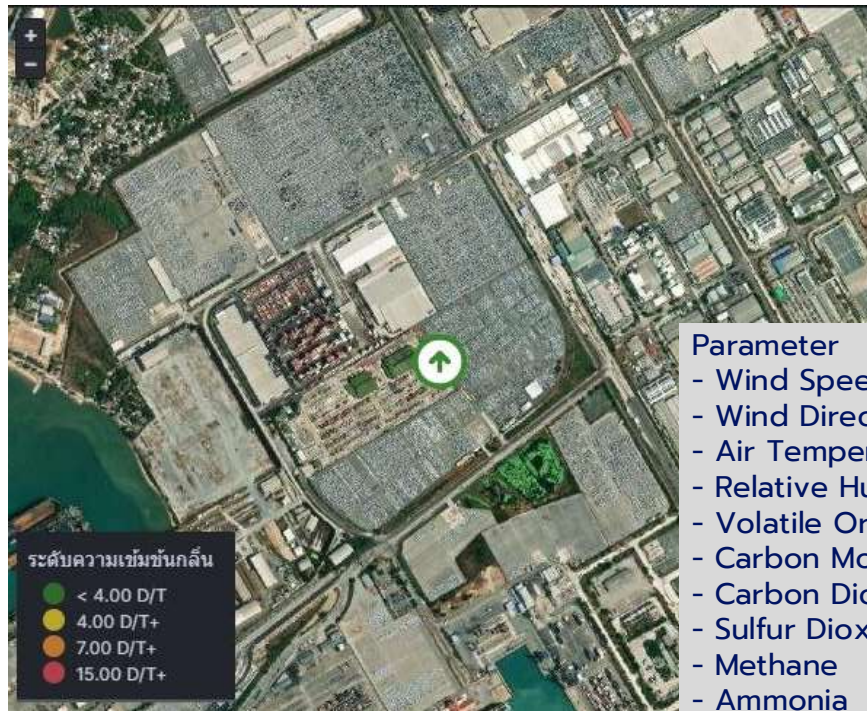 +
−
ระดับความเข้มข้นกลิ่น
< 4.00 D/T
4.00 D/T+
7.00 D/T+
15.00 D/T+
Parameter
- Wind Spee
- Wind Direc
- Air Temper
- Relative Hu
- Volatile Or
- Carbon Mo
- Carbon Dio
- Sulfur Diox
- Methane
- Ammonia